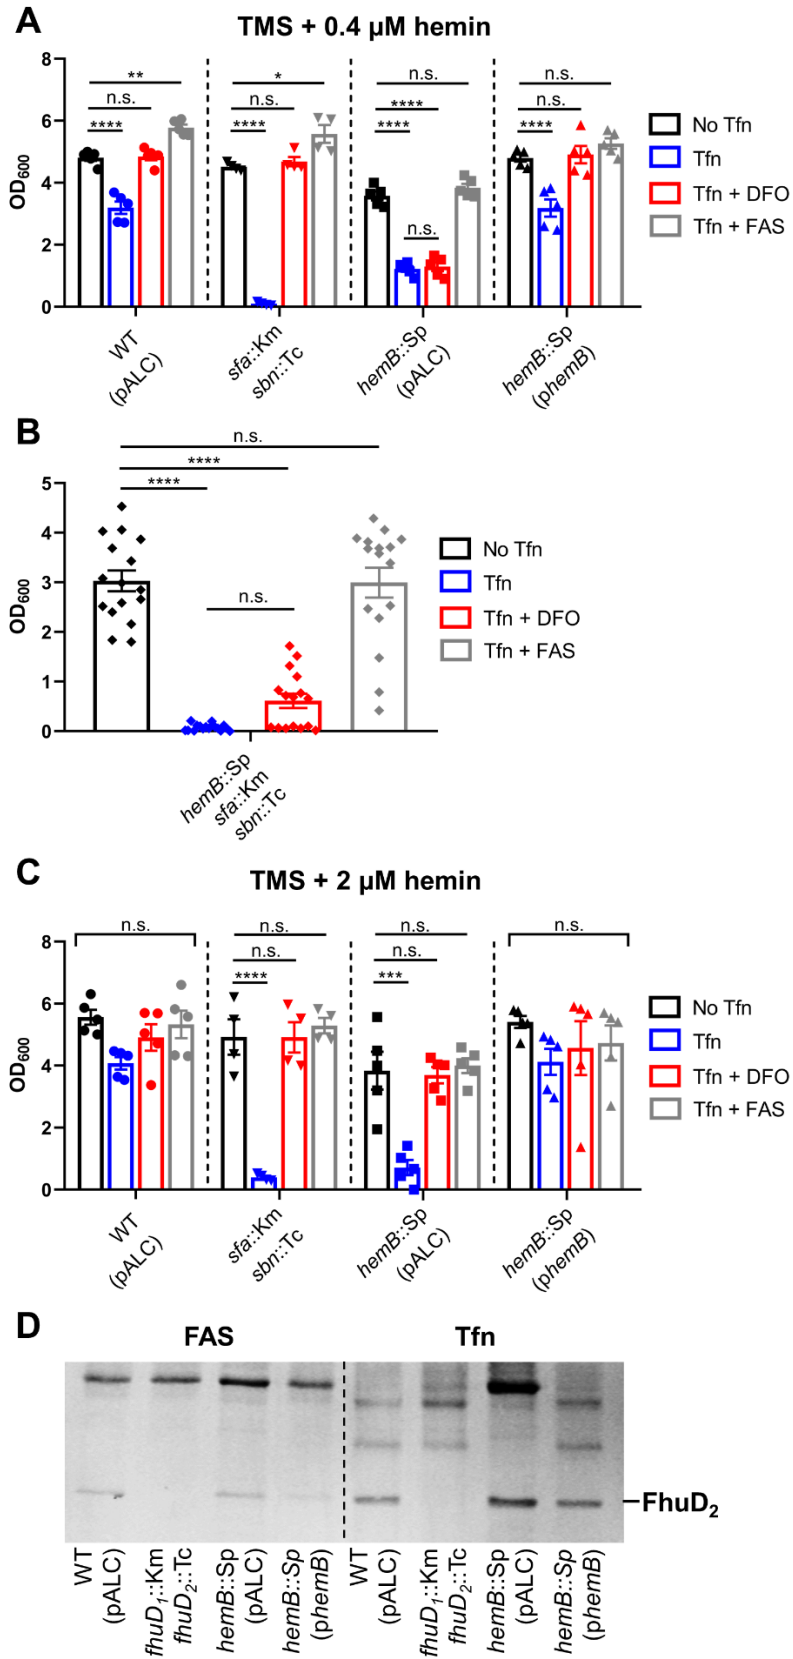 A
TMS + 0.4 µM hemin
8
6
4
2
0
OD600
**
n.s.
****
*
n.s.
****
n.s.
****
****
n.s.
n.s.
n.s.
****
No Tfn
Tfn
Tfn + DFO
Tfn + FAS
WT
(pALC)
sfa::Km
sbn::Tc
hemB::Sp
(pALC)
hemB::Sp
(phemB)
B
n.s.
****
****
n.s.
5
4
3
2
1
0
OD600
No Tfn
Tfn
Tfn + DFO
Tfn + FAS
hemB::Sp
sfa::Km
sbn::Tc
C
TMS + 2 µM hemin
8
6
4
2
0
OD600
n.s.
n.s.
n.s.
****
n.s.
n.s.
***
n.s.
No Tfn
Tfn
Tfn + DFO
Tfn + FAS
WT
(pALC)
sfa::Km
sbn::Tc
hemB::Sp
(pALC)
hemB::Sp
(phemB)
D
FAS
Tfn
FhuD2
WT
(pALC)
fhuD1::Km
fhuD2::Tc
hemB::Sp
(pALC)
hemB::Sp
(phemB)
WT
(pALC)
fhuD1::Km
fhuD2::Tc
hemB::Sp
(pALC)
hemB::Sp
(phemB)